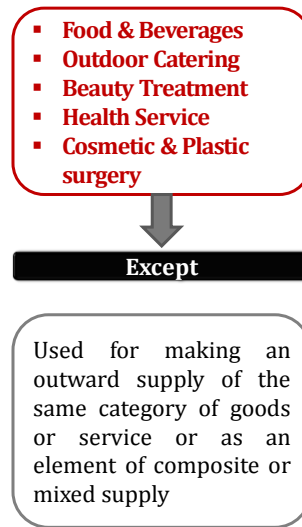 ▪ Food & Beverages
▪ Outdoor Catering
▪ Beauty Treatment
▪ Health Service
▪ Cosmetic & Plastic
surgery
Except
Used for making an
outward supply of the
same category of goods
or service or as an
element of composite or
mixed supply